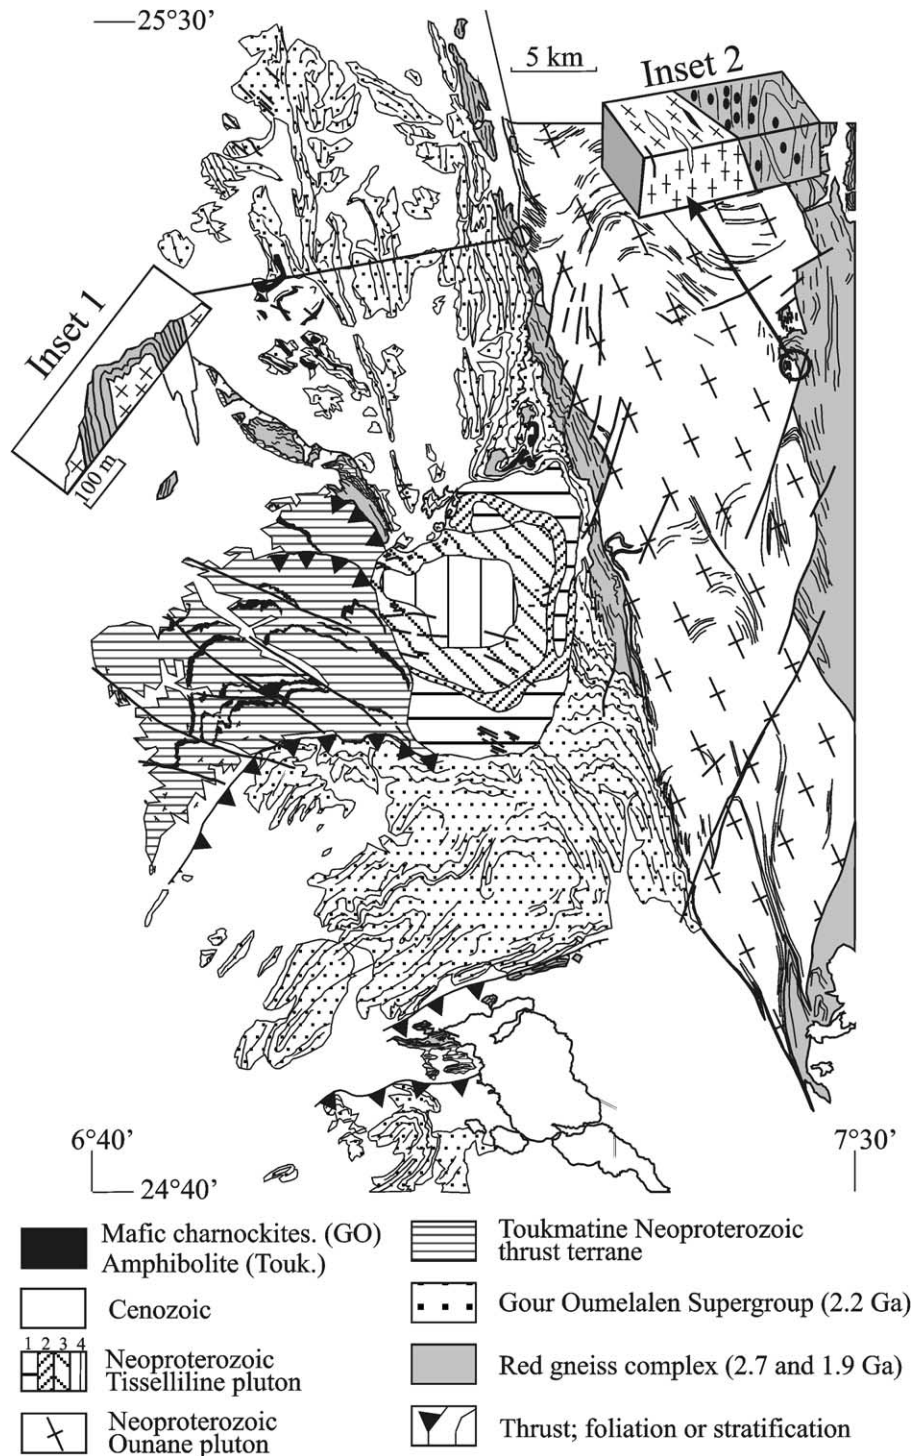 25°30’
5 km
Inset 2
Inset 1
100 m
6°40’
7°30’
24°40’
Mafic charnockites. (GO)
Amphibolite (Touk.)
Cenozoic
1 2 3 4
Neoproterozoic
Tisselliline pluton
Neoproterozoic
Ounane pluton
Toukmatine Neoproterozoic
thrust terrane
Gour Oumelalen Supergroup (2.2 Ga)
Red gneiss complex (2.7 and 1.9 Ga)
Thrust; foliation or stratification